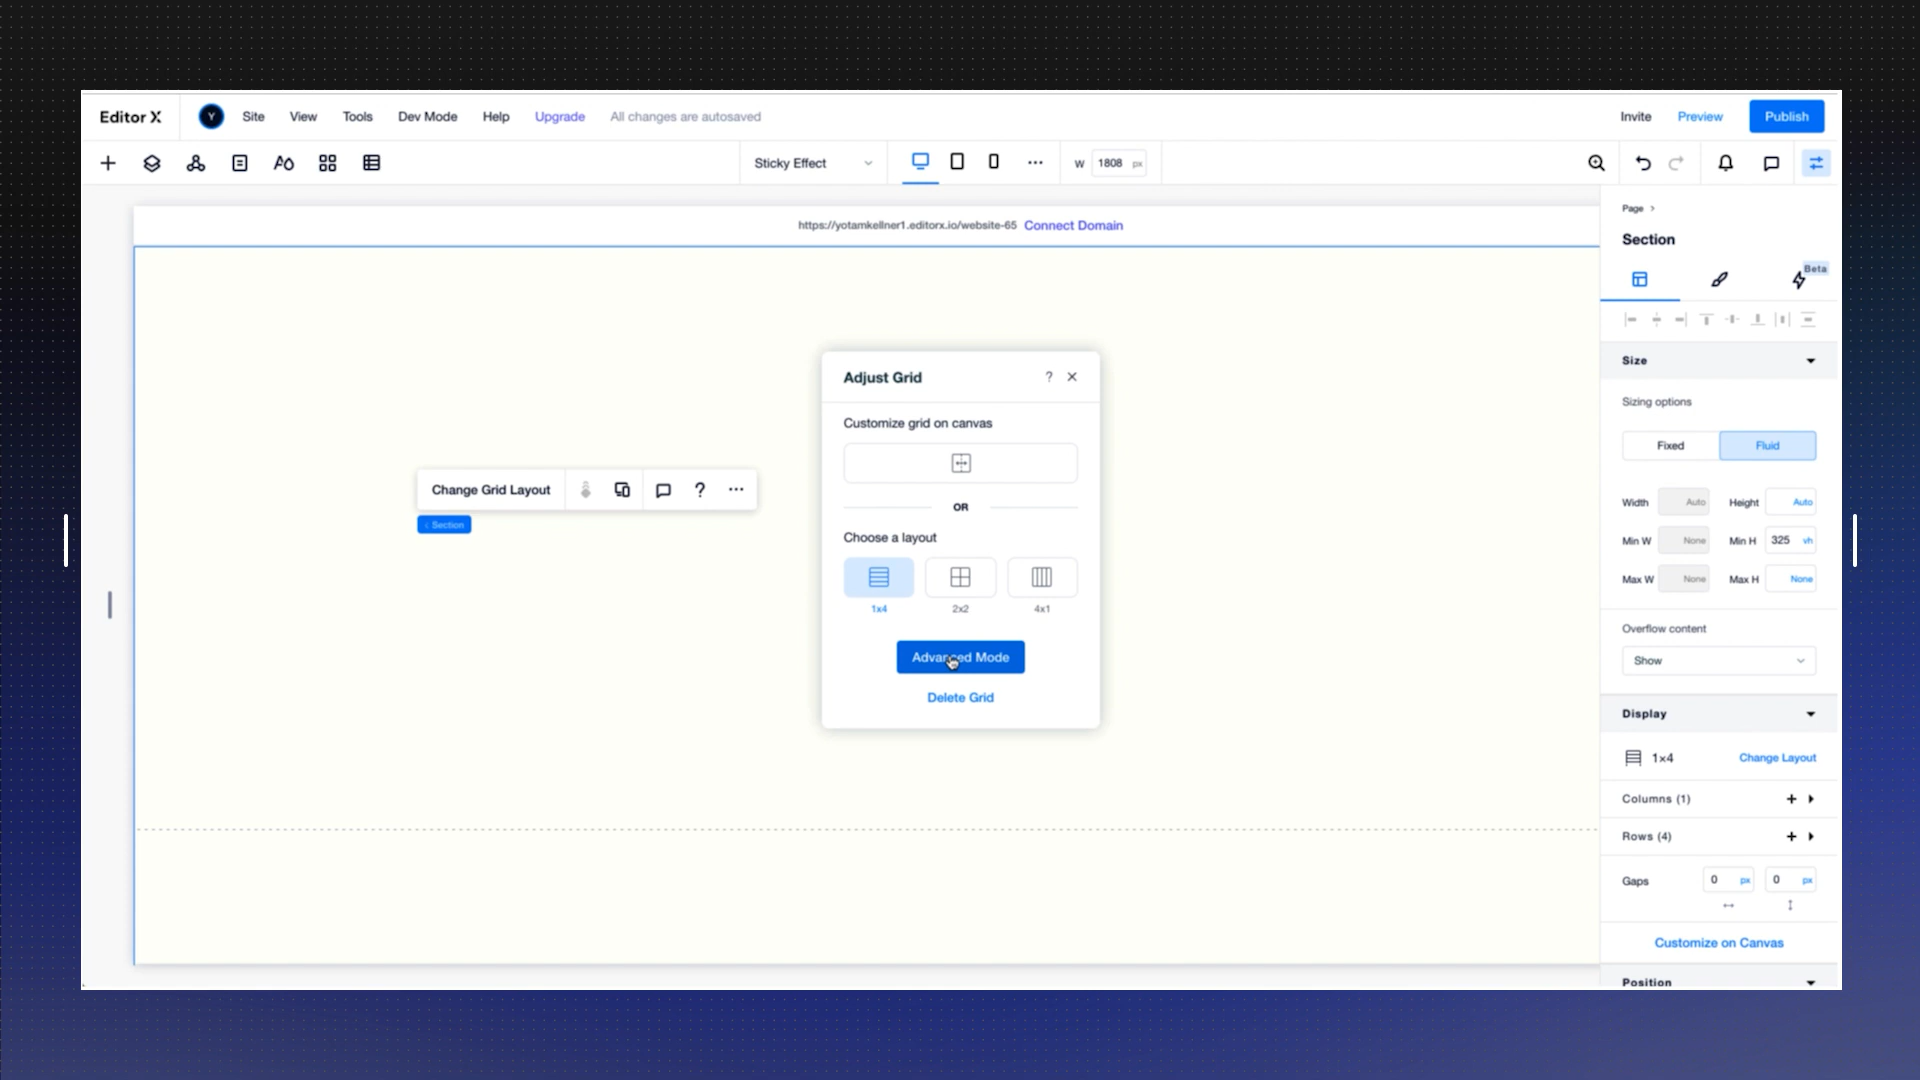 Editor X
Y
Site
View
Tools
Dev Mode
Help
Upgrade
All changes are autosaved
Invite
Preview
Publish
Sticky Effect
W
1808 px
https://yotamkellner1.editorx.io/website-65 Connect Domain
Page >
Section
Beta
Size
Sizing options
Fixed
Fluid
Width Auto Height Auto
Min W None Min H 325 vh
Max W None Max H None
Overflow content
Show
Display
1x4 Change Layout
Columns (1)
Rows (4)
Gaps 0 px 0 px
Customize on Canvas
Position
Adjust Grid
?
Customize grid on canvas
OR
Choose a layout
1x4
2x2
4x1
Advanced Mode
Delete Grid
Change Grid Layout
?
‹ Section